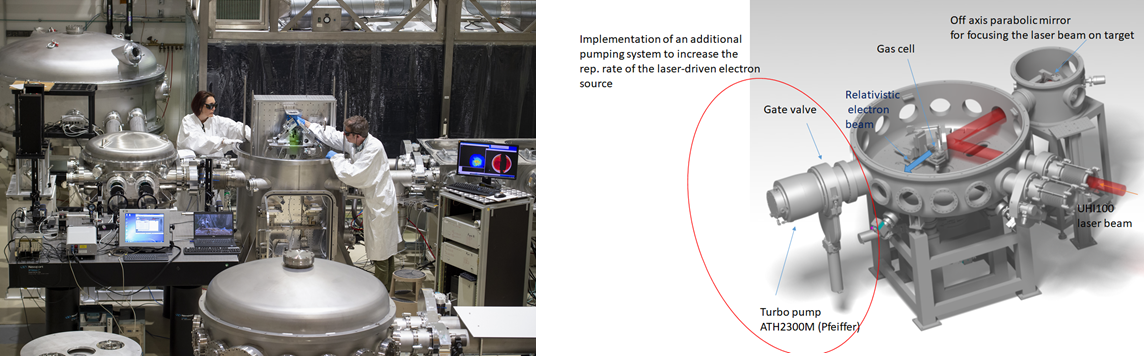 Implementation of an additional
pumping system to increase the
rep. rate of the laser-driven electron
source
Off axis parabolic mirror
for focusing the laser beam on target
Gas cell
Relativistic
electron
beam
Gate valve
UHI100
laser beam
Turbo pump
ATH2300M (Pfeiffer)